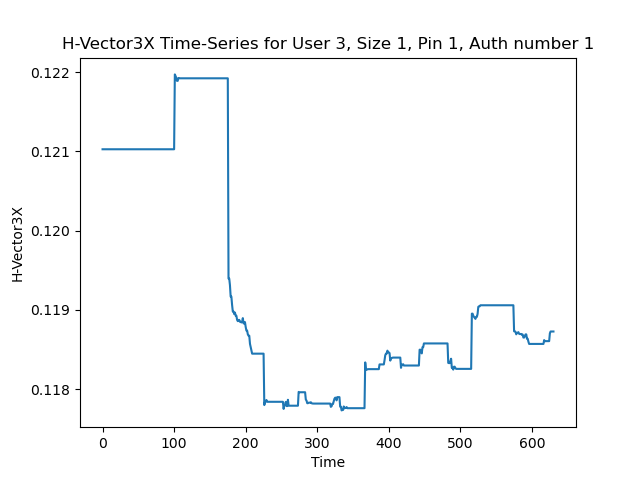 H-Vector3X Time-Series for User 3, Size 1, Pin 1, Auth number 1
0.122
0.121
0.120
0.119
0.118
H-Vector3X
0 100 200 300 400 500 600
Time